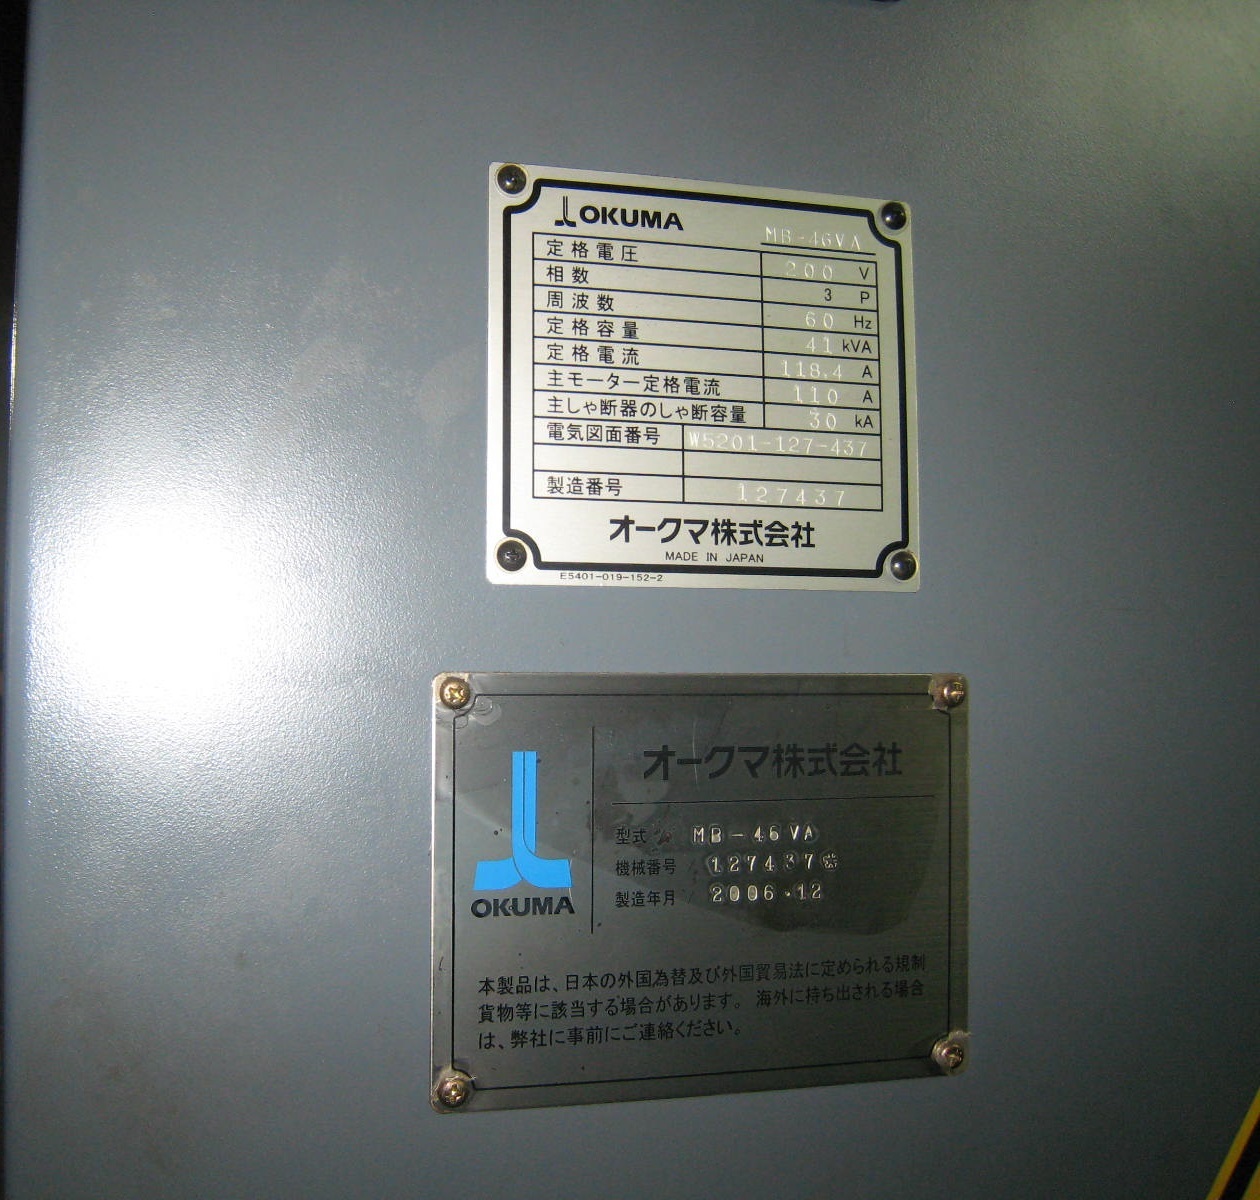 OKUMA MB-46VA
定格電圧 200 V
相数 3 P
周波数 60 Hz
定格容量 41 kVA
定格電流 118.4 A
主モーター定格電流 110 A
主しゃ断器のしゃ断容量 30 kA
電気図面番号 W5201-127-437
製造番号 127437
オークマ株式会社
MADE IN JAPAN
E5401-019-152-2
オークマ株式会社
型式 MB-46VA
機械番号 127437
製造年月 2006.12
OKUMA
本製品は、日本の外国為替及び外国貿易法に定められる規制
貨物等に該当する場合があります。 海外に持ち出される場合
は、弊社に事前にご連絡ください。